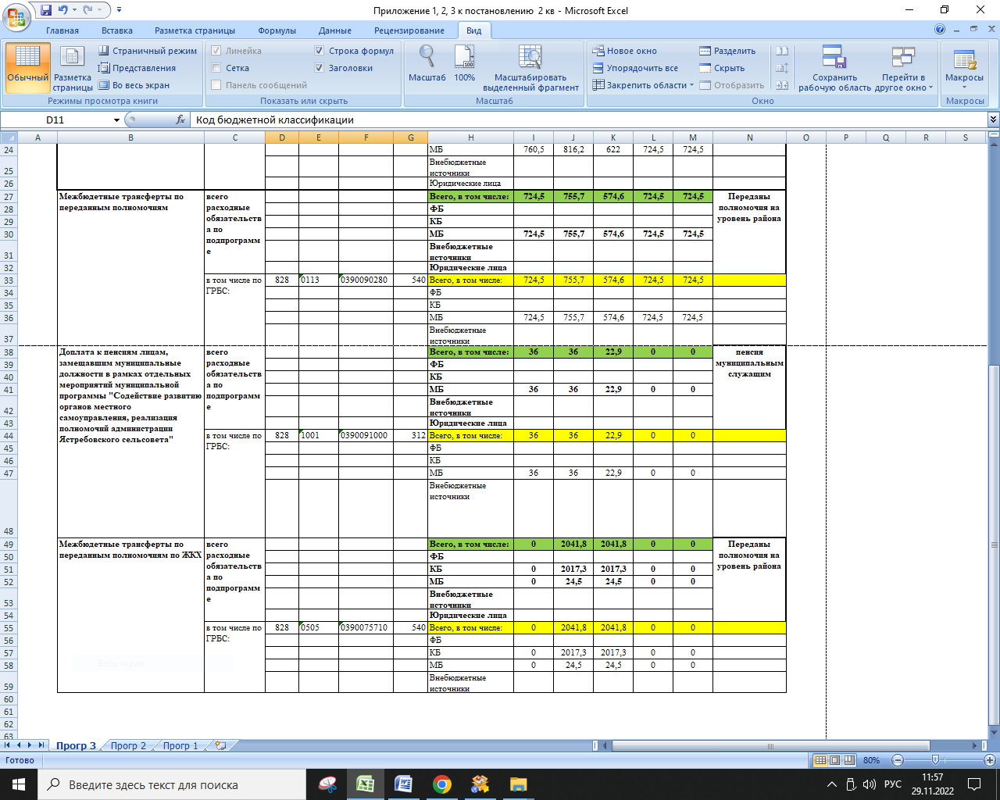 Приложение 1, 2, 3 к постановлению 2 кв - Microsoft Excel
Главная Вставка Разметка страницы Формулы Данные Рецензирование Вид
Обычный
Разметка страницы
Страничный режим
Представления
Во весь экран
Режимы просмотра книги
Линейка
Сетка
Панель сообщений
Строка формул
Заголовки
Показать или скрыть
Масштаб
100%
Масштабировать выделенный фрагмент
Масштаб
Новое окно
Упорядочить все
Закрепить области
Разделить
Скрыть
Отобразить
Сохранить рабочую область
Перейти в другое окно
Окно
Макросы
Макросы
D11 fx Код бюджетной классификации
A B C D E F G H I J K L M N O P Q R S
24 МБ 760,5 816,2 622 724,5 724,5
25 Внебюджетные
источники
26 Юридические лица
27 Межбюдетные трансферты по всего Всего, в том числе: 724,5 755,7 574,6 724,5 724,5 Переданы
28 переданным полномочиям расходные ФБ полномочия на
29 обязательств КБ уровень района
30 а по МБ 724,5 755,7 574,6 724,5 724,5
31 подпрограмм Внебюджетные
е источники
32 Юридические лица
33 в том числе по 828 0113 0390090280 540 Всего, в том числе: 724,5 755,7 574,6 724,5 724,5
34 ГРБС: ФБ
35 КБ
36 МБ 724,5 755,7 574,6 724,5 724,5
37 Внебюджетные
источники
38 Доплата к пенсиям лицам, всего Всего, в том числе: 36 36 22,9 0 0 пенсия
39 замещавшим муниципальные расходные ФБ муниципальным
40 должности в рамках отдельных обязательств КБ служащим
41 мероприятий муниципальной а по МБ 36 36 22,9 0 0
42 программы "Содействие развитию подпрограмм Внебюджетные
органов местного е источники
43 самоуправления, реализация Юридические лица
44 полномочий администрации в том числе по 828 1001 0390091000 312 Всего, в том числе: 36 36 22,9 0 0
45 Ястребовского сельсовета" ГРБС: ФБ
46 КБ
47 МБ 36 36 22,9 0 0
48 Внебюджетные
источники
49 Межбюдетные трансферты по всего Всего, в том числе: 0 2041,8 2041,8 0 0 Переданы
50 переданным полномочиям по ЖКХ расходные ФБ полномочия на
51 обязательств КБ 0 2017,3 2017,3 0 0 уровень района
52 а по МБ 0 24,5 24,5 0 0
53 подпрограмм Внебюджетные
е источники
54 Юридические лица
55 в том числе по 828 0505 0390075710 540 Всего, в том числе: 0 2041,8 2041,8 0 0
56 ГРБС: ФБ
57 КБ 0 2017,3 2017,3 0 0
58 МБ 0 24,5 24,5 0 0
59 Внебюджетные
источники
60
61
62
63
Прогр 3 Прогр 2 Прогр 1
Готово 80%
Введите здесь текст для поиска
РУС
11:57
29.11.2022